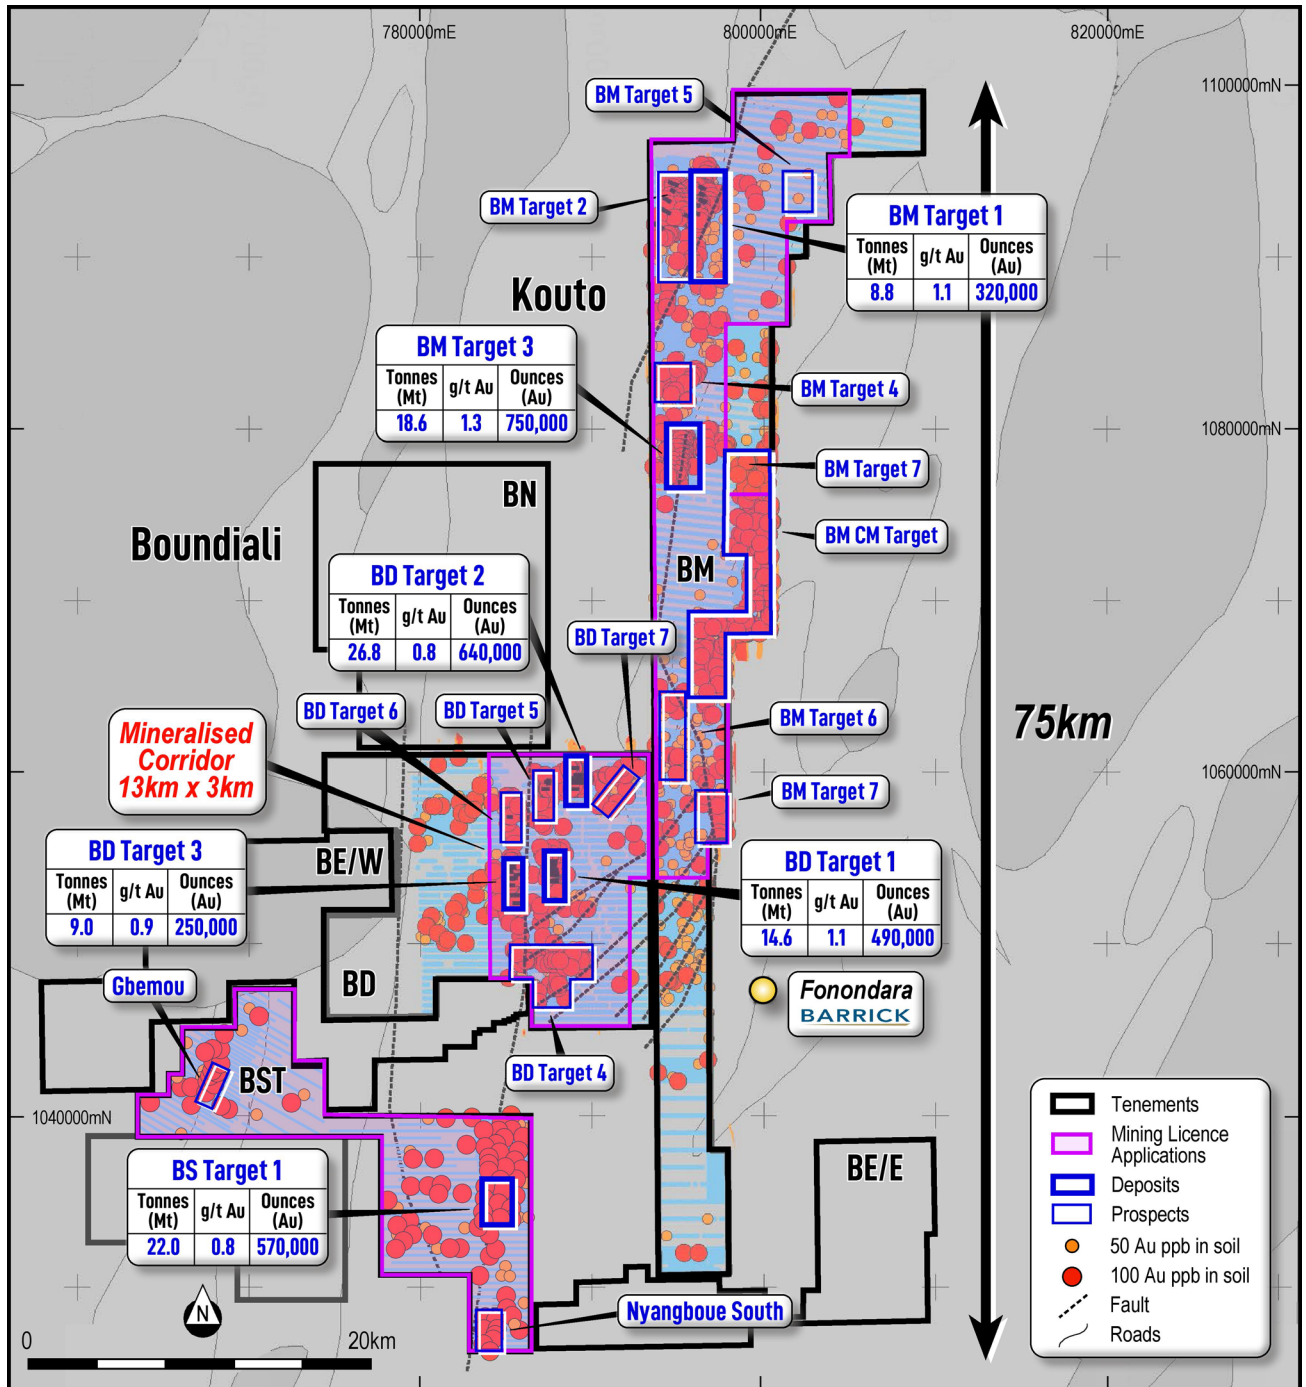 780000mE
800000mE
820000mE
1100000mN
BM Target 5
BM Target 2
BM Target 1
Tonnes (Mt) g/t Au Ounces (Au)
8.8 1.1 320,000
Kouto
BM Target 3
Tonnes (Mt) g/t Au Ounces (Au)
18.6 1.3 750,000
BM Target 4
1080000mN
BM Target 7
BN
BM CM Target
Boundiali
BM
BD Target 2
Tonnes (Mt) g/t Au Ounces (Au)
26.8 0.8 640,000
BD Target 7
BD Target 6
BD Target 5
BM Target 6
75km
Mineralised
Corridor
13km x 3km
1060000mN
BM Target 7
BD Target 3
Tonnes (Mt) g/t Au Ounces (Au)
9.0 0.9 250,000
BE/W
BD Target 1
Tonnes (Mt) g/t Au Ounces (Au)
14.6 1.1 490,000
BD
Gbemou
Fonondara
BARRICK
BST
BD Target 4
1040000mN
BS Target 1
Tonnes (Mt) g/t Au Ounces (Au)
22.0 0.8 570,000
BE/E
Nyangboue South
N
0 20km
Tenements
Mining Licence
Applications
Deposits
Prospects
50 Au ppb in soil
100 Au ppb in soil
Fault
Roads